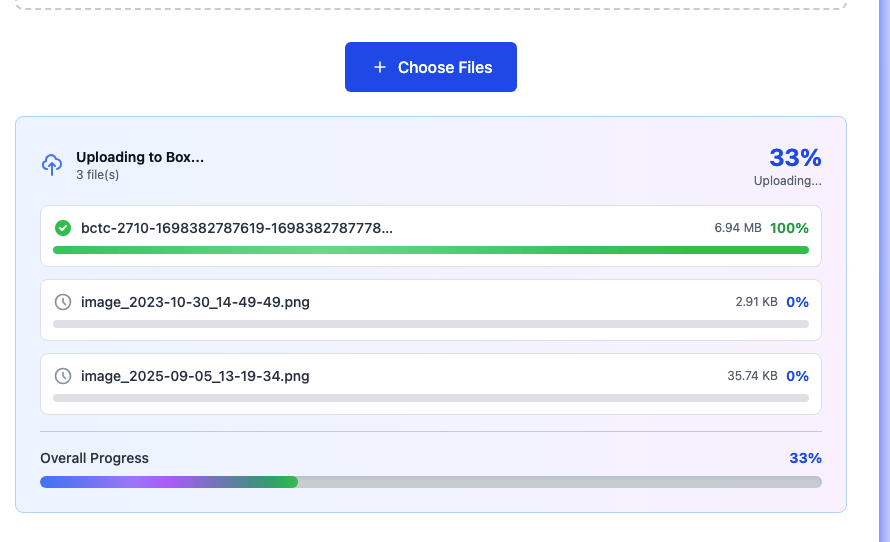 Choose Files
Uploading to Box...
3 file(s)
33%
Uploading...
bctc-2710-1698382787619-1698382787778...
6.94 MB 100%
image_2023-10-30_14-49-49.png
2.91 KB 0%
image_2025-09-05_13-19-34.png
35.74 KB 0%
Overall Progress
33%